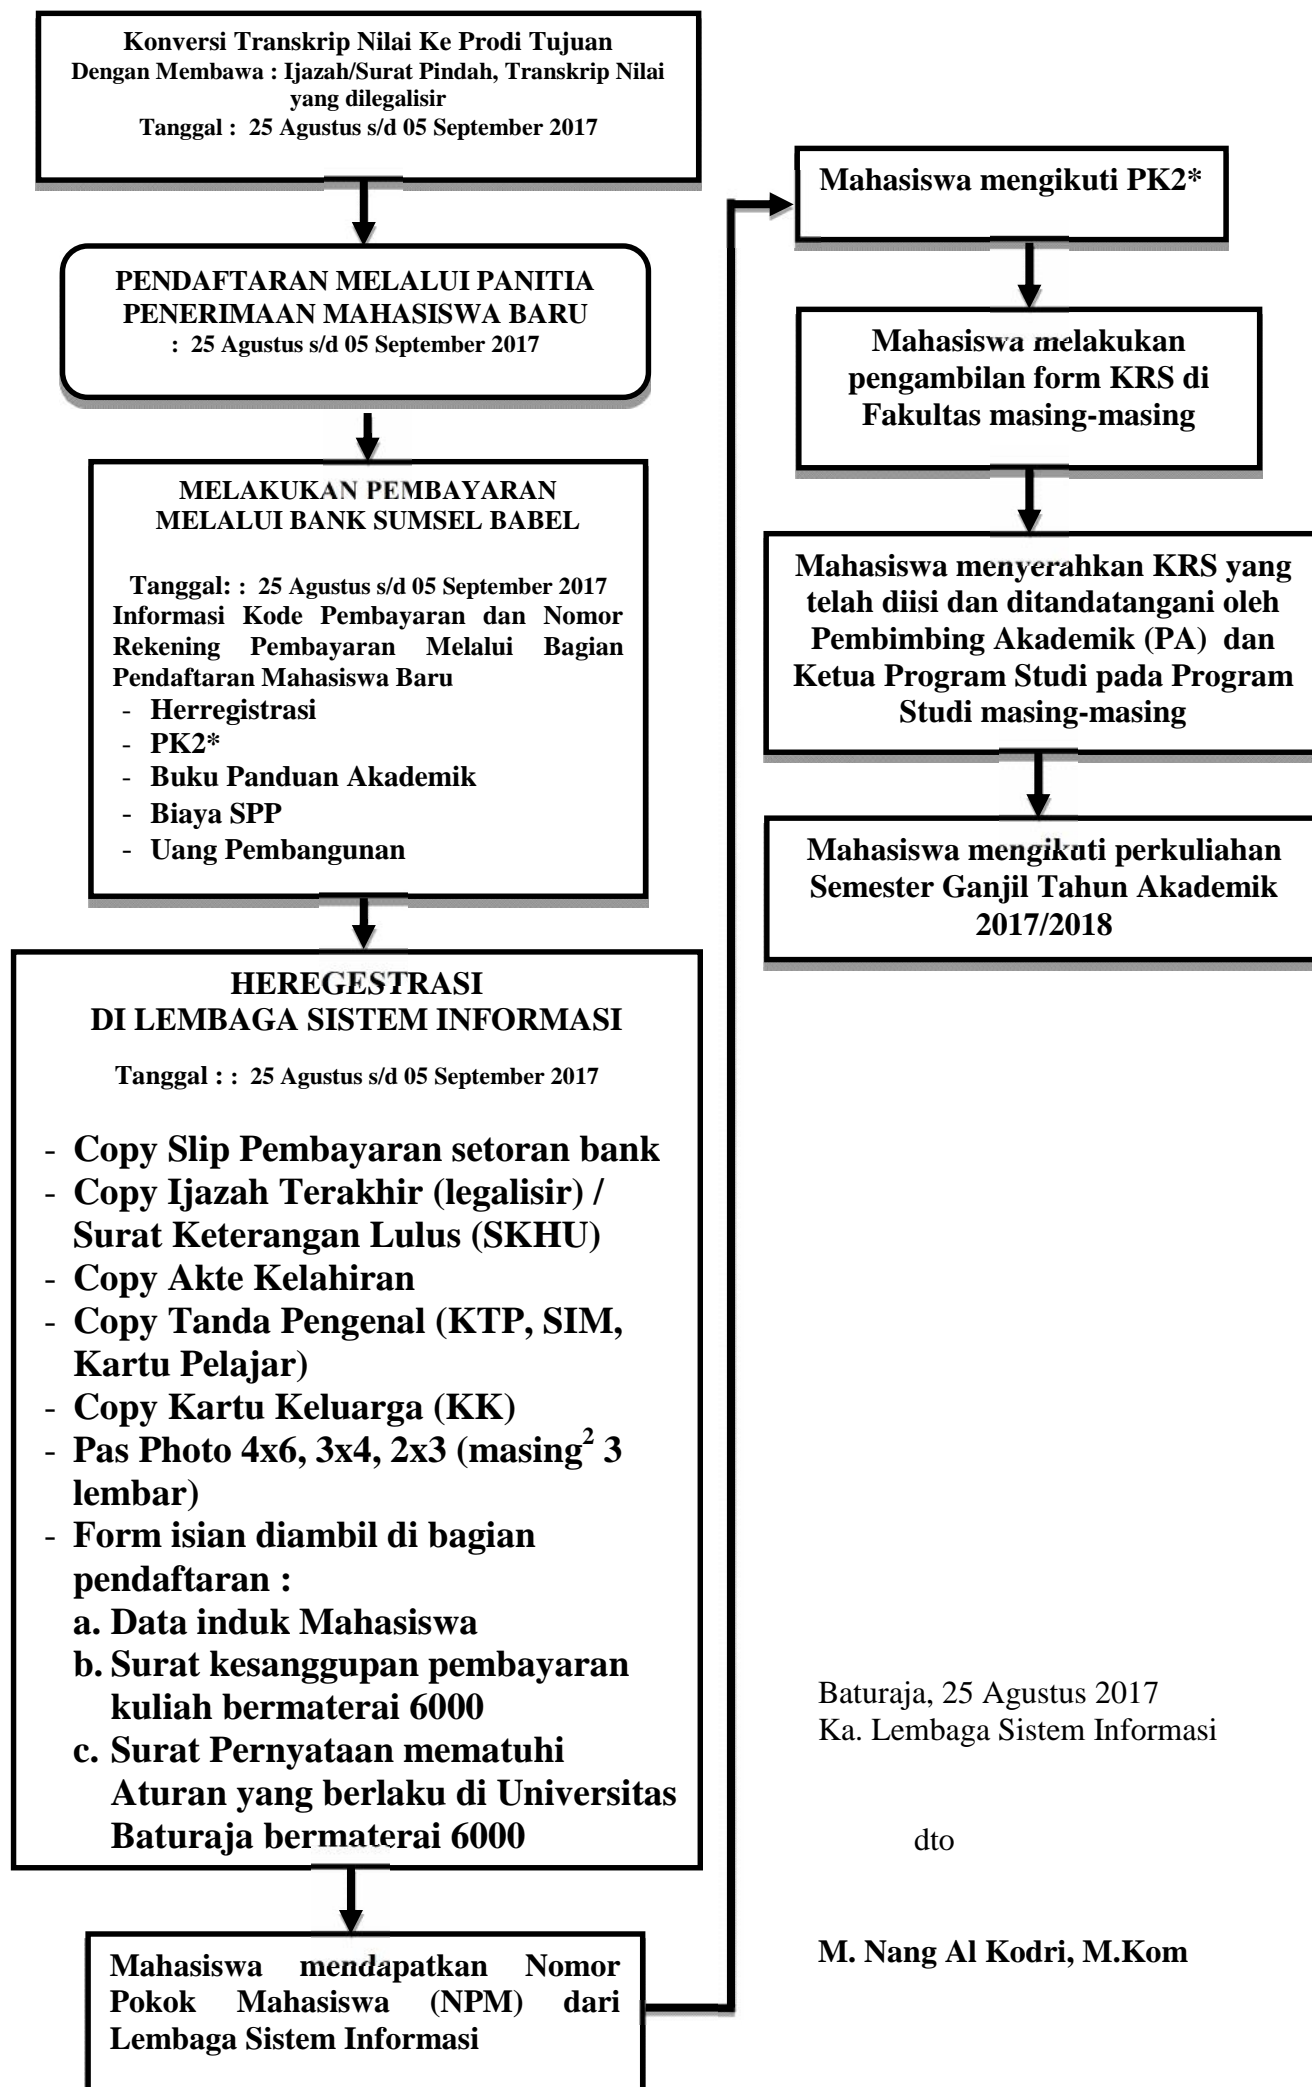 Konversi Transkrip Nilai Ke Prodi Tujuan
Dengan Membawa : Ijazah/Surat Pindah, Transkrip Nilai
yang dilegalisir
Tanggal : 25 Agustus s/d 05 September 2017
PENDAFTARAN MELALUI PANITIA
PENERIMAAN MAHASISWA BARU
: 25 Agustus s/d 05 September 2017
MELAKUKAN PEMBAYARAN
MELALUI BANK SUMSEL BABEL
Tanggal: : 25 Agustus s/d 05 September 2017
Informasi Kode Pembayaran dan Nomor
Rekening Pembayaran Melalui Bagian
Pendaftaran Mahasiswa Baru
- Herregistrasi
- PK2*
- Buku Panduan Akademik
- Biaya SPP
- Uang Pembangunan
HEREGESTRASI
DI LEMBAGA SISTEM INFORMASI
Tanggal : : 25 Agustus s/d 05 September 2017
- Copy Slip Pembayaran setoran bank
- Copy Ijazah Terakhir (legalisir) /
Surat Keterangan Lulus (SKHU)
- Copy Akte Kelahiran
- Copy Tanda Pengenal (KTP, SIM,
Kartu Pelajar)
- Copy Kartu Keluarga (KK)
- Pas Photo 4x6, 3x4, 2x3 (masing² 3
lembar)
- Form isian diambil di bagian
pendaftaran :
a. Data induk Mahasiswa
b. Surat kesanggupan pembayaran
kuliah bermaterai 6000
c. Surat Pernyataan mematuhi
Aturan yang berlaku di Universitas
Baturaja bermaterai 6000
Mahasiswa mendapatkan Nomor
Pokok Mahasiswa (NPM) dari
Lembaga Sistem Informasi
Mahasiswa mengikuti PK2*
Mahasiswa melakukan
pengambilan form KRS di
Fakultas masing-masing
Mahasiswa menyerahkan KRS yang
telah diisi dan ditandatangani oleh
Pembimbing Akademik (PA) dan
Ketua Program Studi pada Program
Studi masing-masing
Mahasiswa mengikuti perkuliahan
Semester Ganjil Tahun Akademik
2017/2018
Baturaja, 25 Agustus 2017
Ka. Lembaga Sistem Informasi
dto
M. Nang Al Kodri, M.Kom